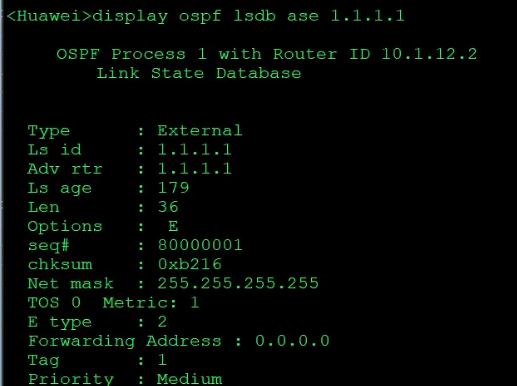 <Huawei>display ospf lsdb ase 1.1.1.1
OSPF Process 1 with Router ID 10.1.12.2
Link State Database
Type : External
Ls id : 1.1.1.1
Adv rtr : 1.1.1.1
Ls age : 179
Len : 36
Options : E
seq# : 80000001
chksum : 0xb216
Net mask : 255.255.255.255
TOS 0 Metric: 1
E type : 2
Forwarding Address : 0.0.0.0
Tag : 1
Priority : Medium